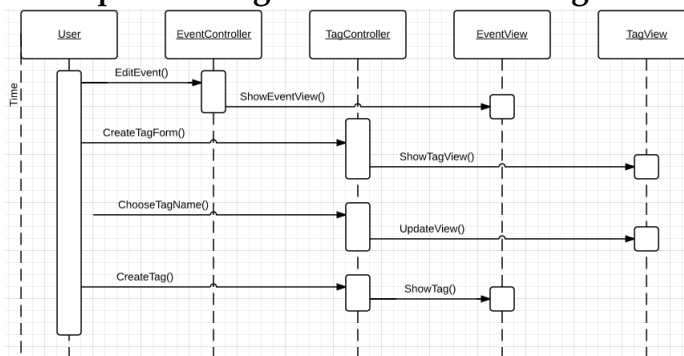 User
EventController
TagController
EventView
TagView
Time
EditEvent()
ShowEventView()
CreateTagForm()
ShowTagView()
ChooseTagName()
UpdateView()
CreateTag()
ShowTag()